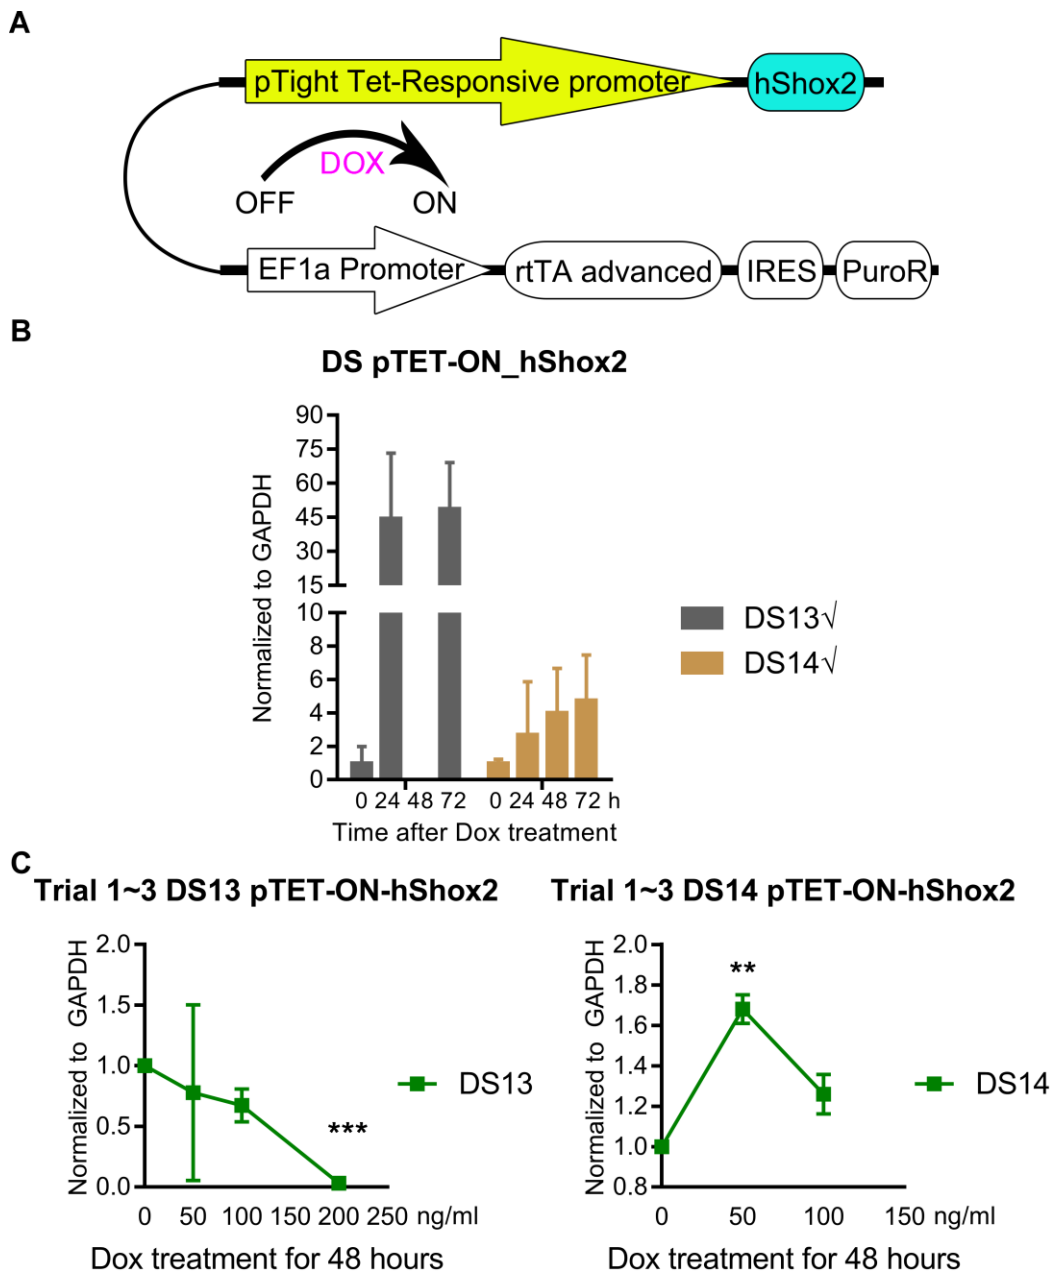 A
pTight Tet-Responsive promoter
hShox2
DOX
OFF
ON
EF1a Promoter
rtTA advanced
IRES
PuroR
B
DS pTET-ON_hShox2
Normalized to GAPDH
90
75
60
45
30
15
10
8
6
4
2
0
0 24 48 72 0 24 48 72 h
Time after Dox treatment
DS13√
DS14√
C
Trial 1~3 DS13 pTET-ON-hShox2
Normalized to GAPDH
2.0
1.5
1.0
0.5
0.0
***
DS13
0 50 100 150 200 250 ng/ml
Dox treatment for 48 hours
Trial 1~3 DS14 pTET-ON-hShox2
Normalized to GAPDH
2.0
1.8
1.6
1.4
1.2
1.0
0.8
**
DS14
0 50 100 150 ng/ml
Dox treatment for 48 hours